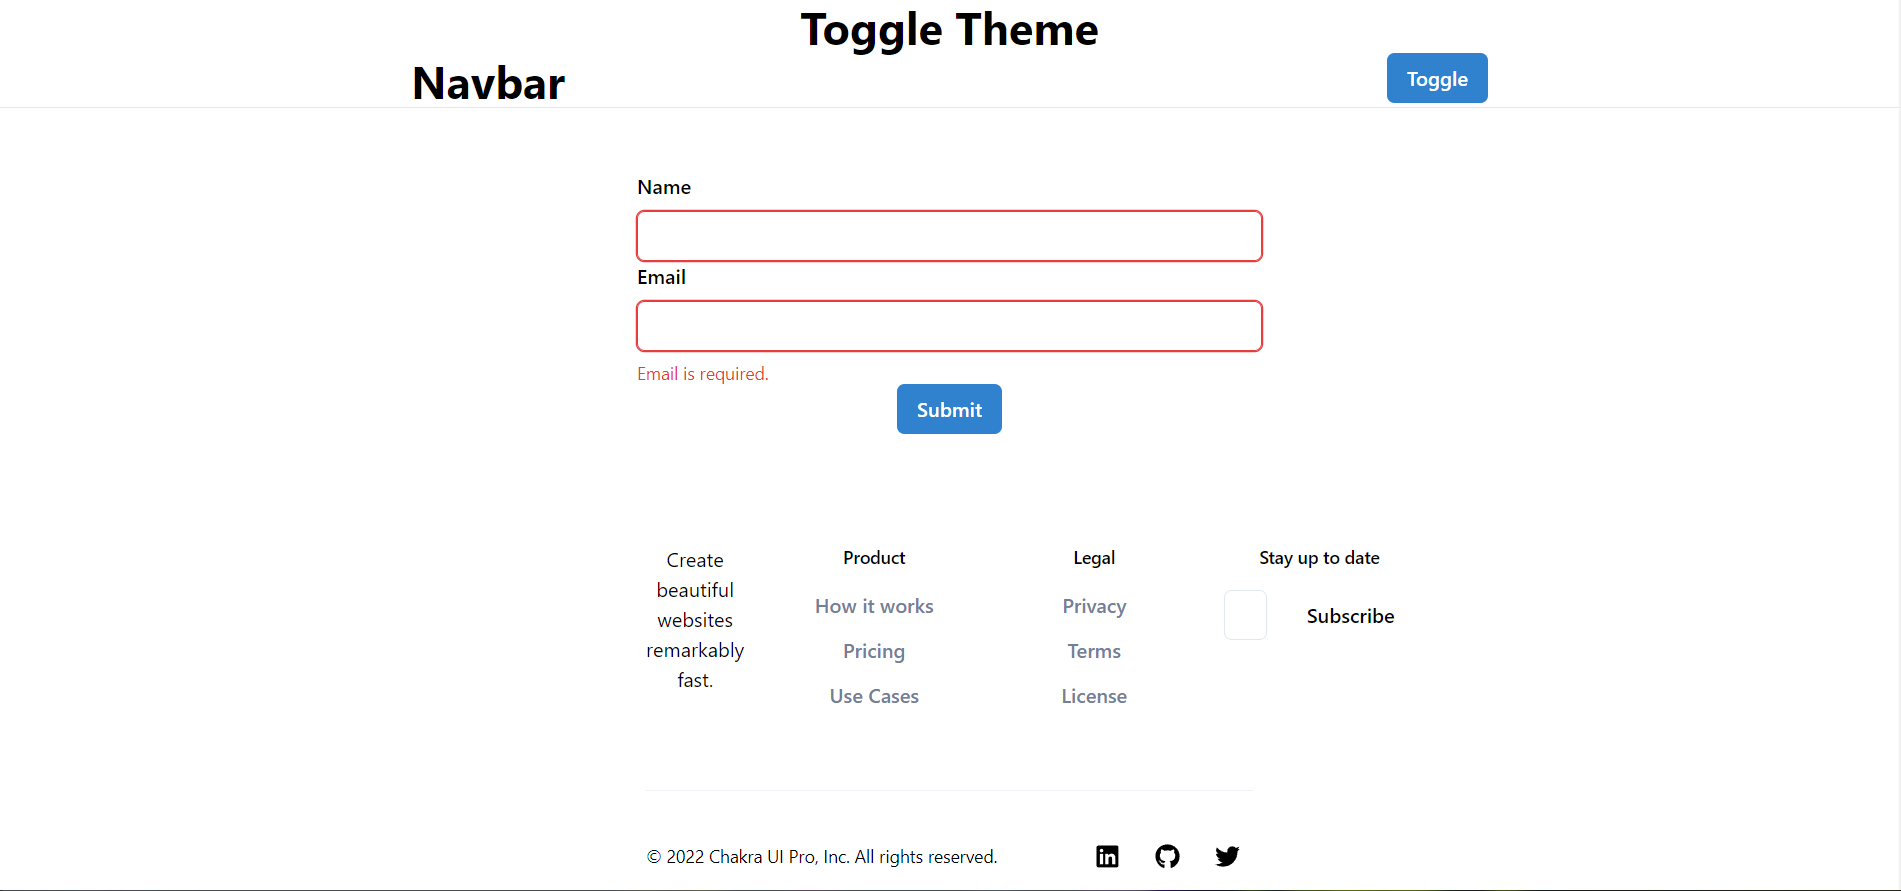 Toggle Theme
Navbar
Toggle
Name
Email
Email is required.
Submit
Create
beautiful
websites
remarkably
fast.
Product
How it works
Pricing
Use Cases
Legal
Privacy
Terms
License
Stay up to date
Subscribe
© 2022 Chakra UI Pro, Inc. All rights reserved.